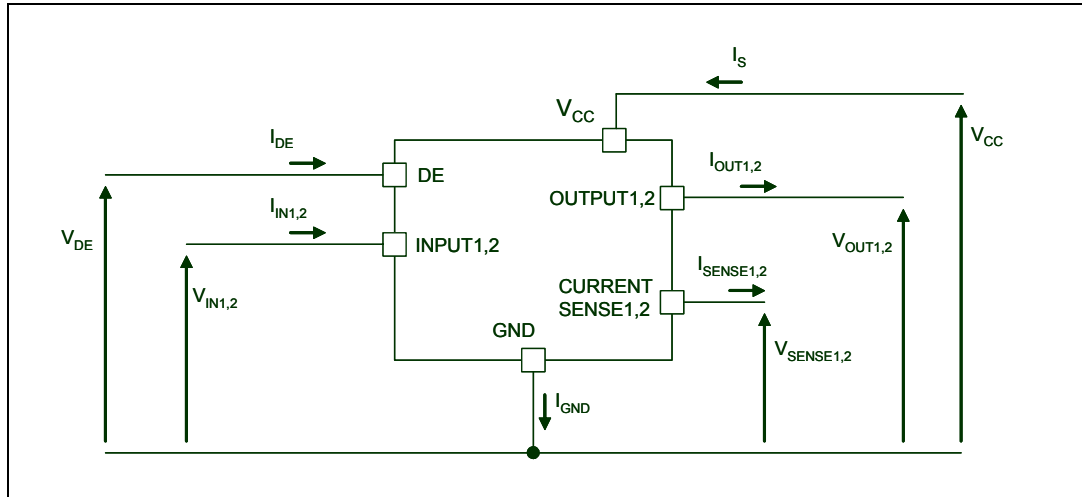 I_S
V_CC
V_CC
I_DE
I_OUT1,2
DE
OUTPUT1,2
I_IN1,2
V_DE
INPUT1,2
V_OUT1,2
I_SENSE1,2
V_IN1,2
CURRENT
SENSE1,2
GND
V_SENSE1,2
I_GND